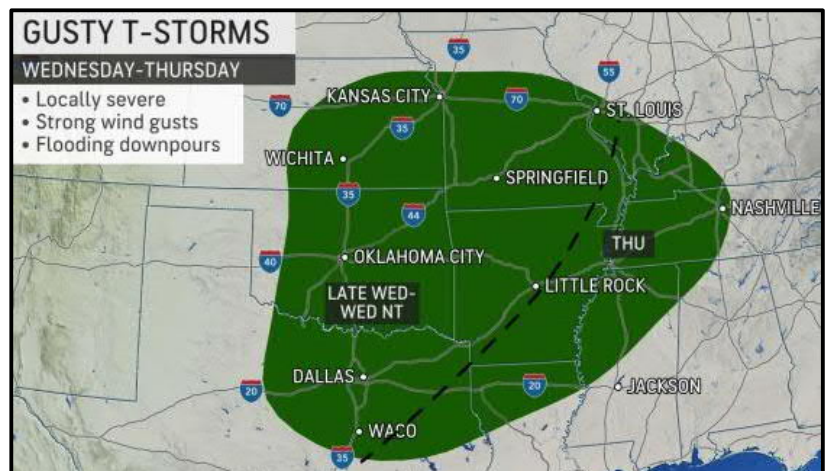 GUSTY T-STORMS
WEDNESDAY-THURSDAY
• Locally severe
• Strong wind gusts
• Flooding downpours
35
55
KANSAS CITY
70
70
ST. LOUIS
35
WICHITA
SPRINGFIELD
35
44
NASHVILLE
THU
40
OKLAHOMA CITY
LITTLE ROCK
LATE WED-
WED NT
DALLAS
20
20
JACKSON
WACO
35